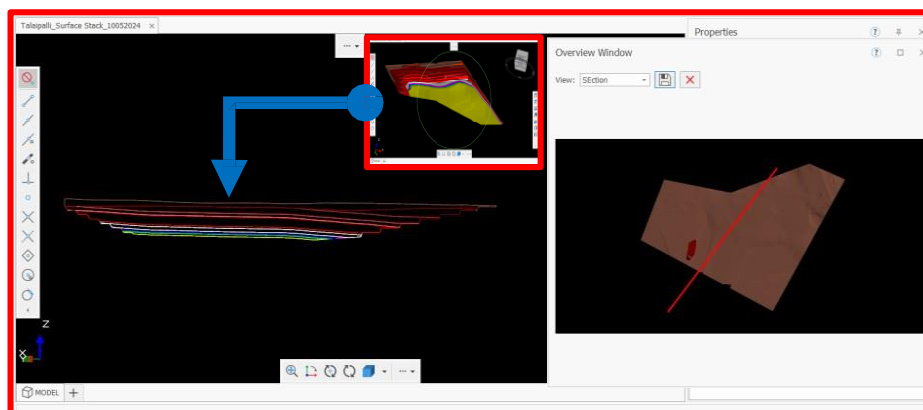 Talaipalli_Surface Stack_10052024
Properties
Overview Window
View: SEction
Z
X
MODEL